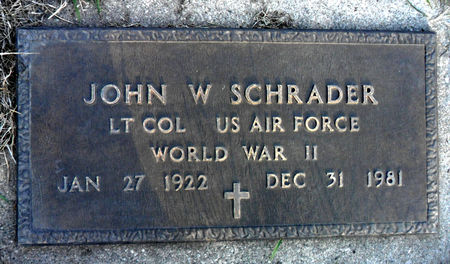 JOHN W SCHRADER
LT COL US AIR FORCE
WORLD WAR II
JAN 27 1922 DEC 31 1981